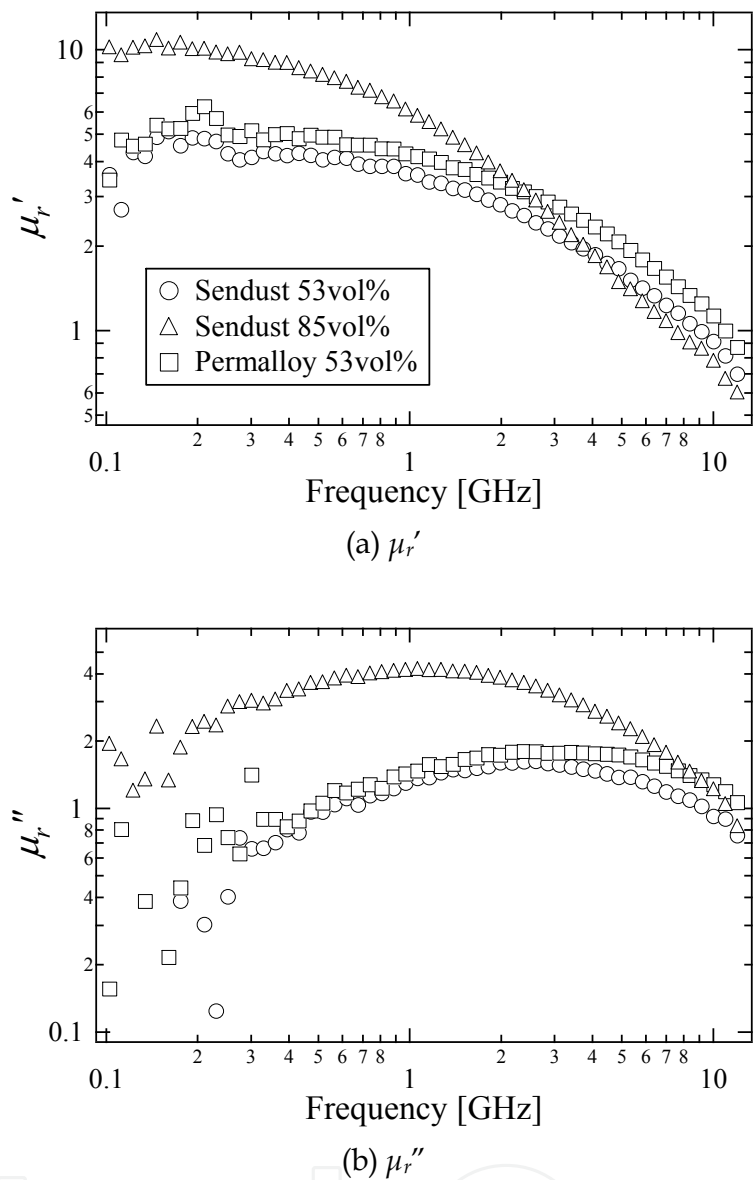 10
6
5
4
3
2
1
8
6
5
μr′
Sendust 53vol%
Sendust 85vol%
Permalloy 53vol%
0.1 2 3 4 5 6 7 8 1 2 3 4 5 6 7 8 10
Frequency [GHz]
(a) μr′
4
2
1
8
6
4
2
0.1
μr″
0.1 2 3 4 5 6 7 8 1 2 3 4 5 6 7 8 10
Frequency [GHz]
(b) μr″